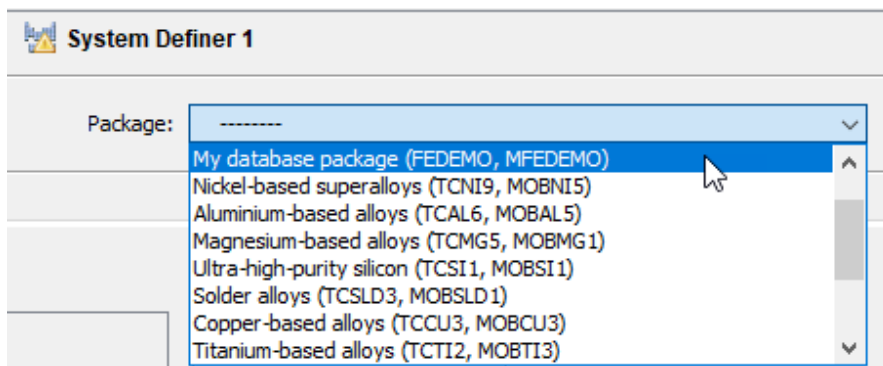 System Definer 1
Package: --------
My database package (FEDEMO, MFEDEMO)
Nickel-based superalloys (TCNI9, MOBNI5)
Aluminium-based alloys (TCAL6, MOBAL5)
Magnesium-based alloys (TCMG5, MOBMG1)
Ultra-high-purity silicon (TCSI1, MOBSI1)
Solder alloys (TCSLD3, MOBSLD1)
Copper-based alloys (TCCU3, MOBCU3)
Titanium-based alloys (TCTI2, MOBTI3)